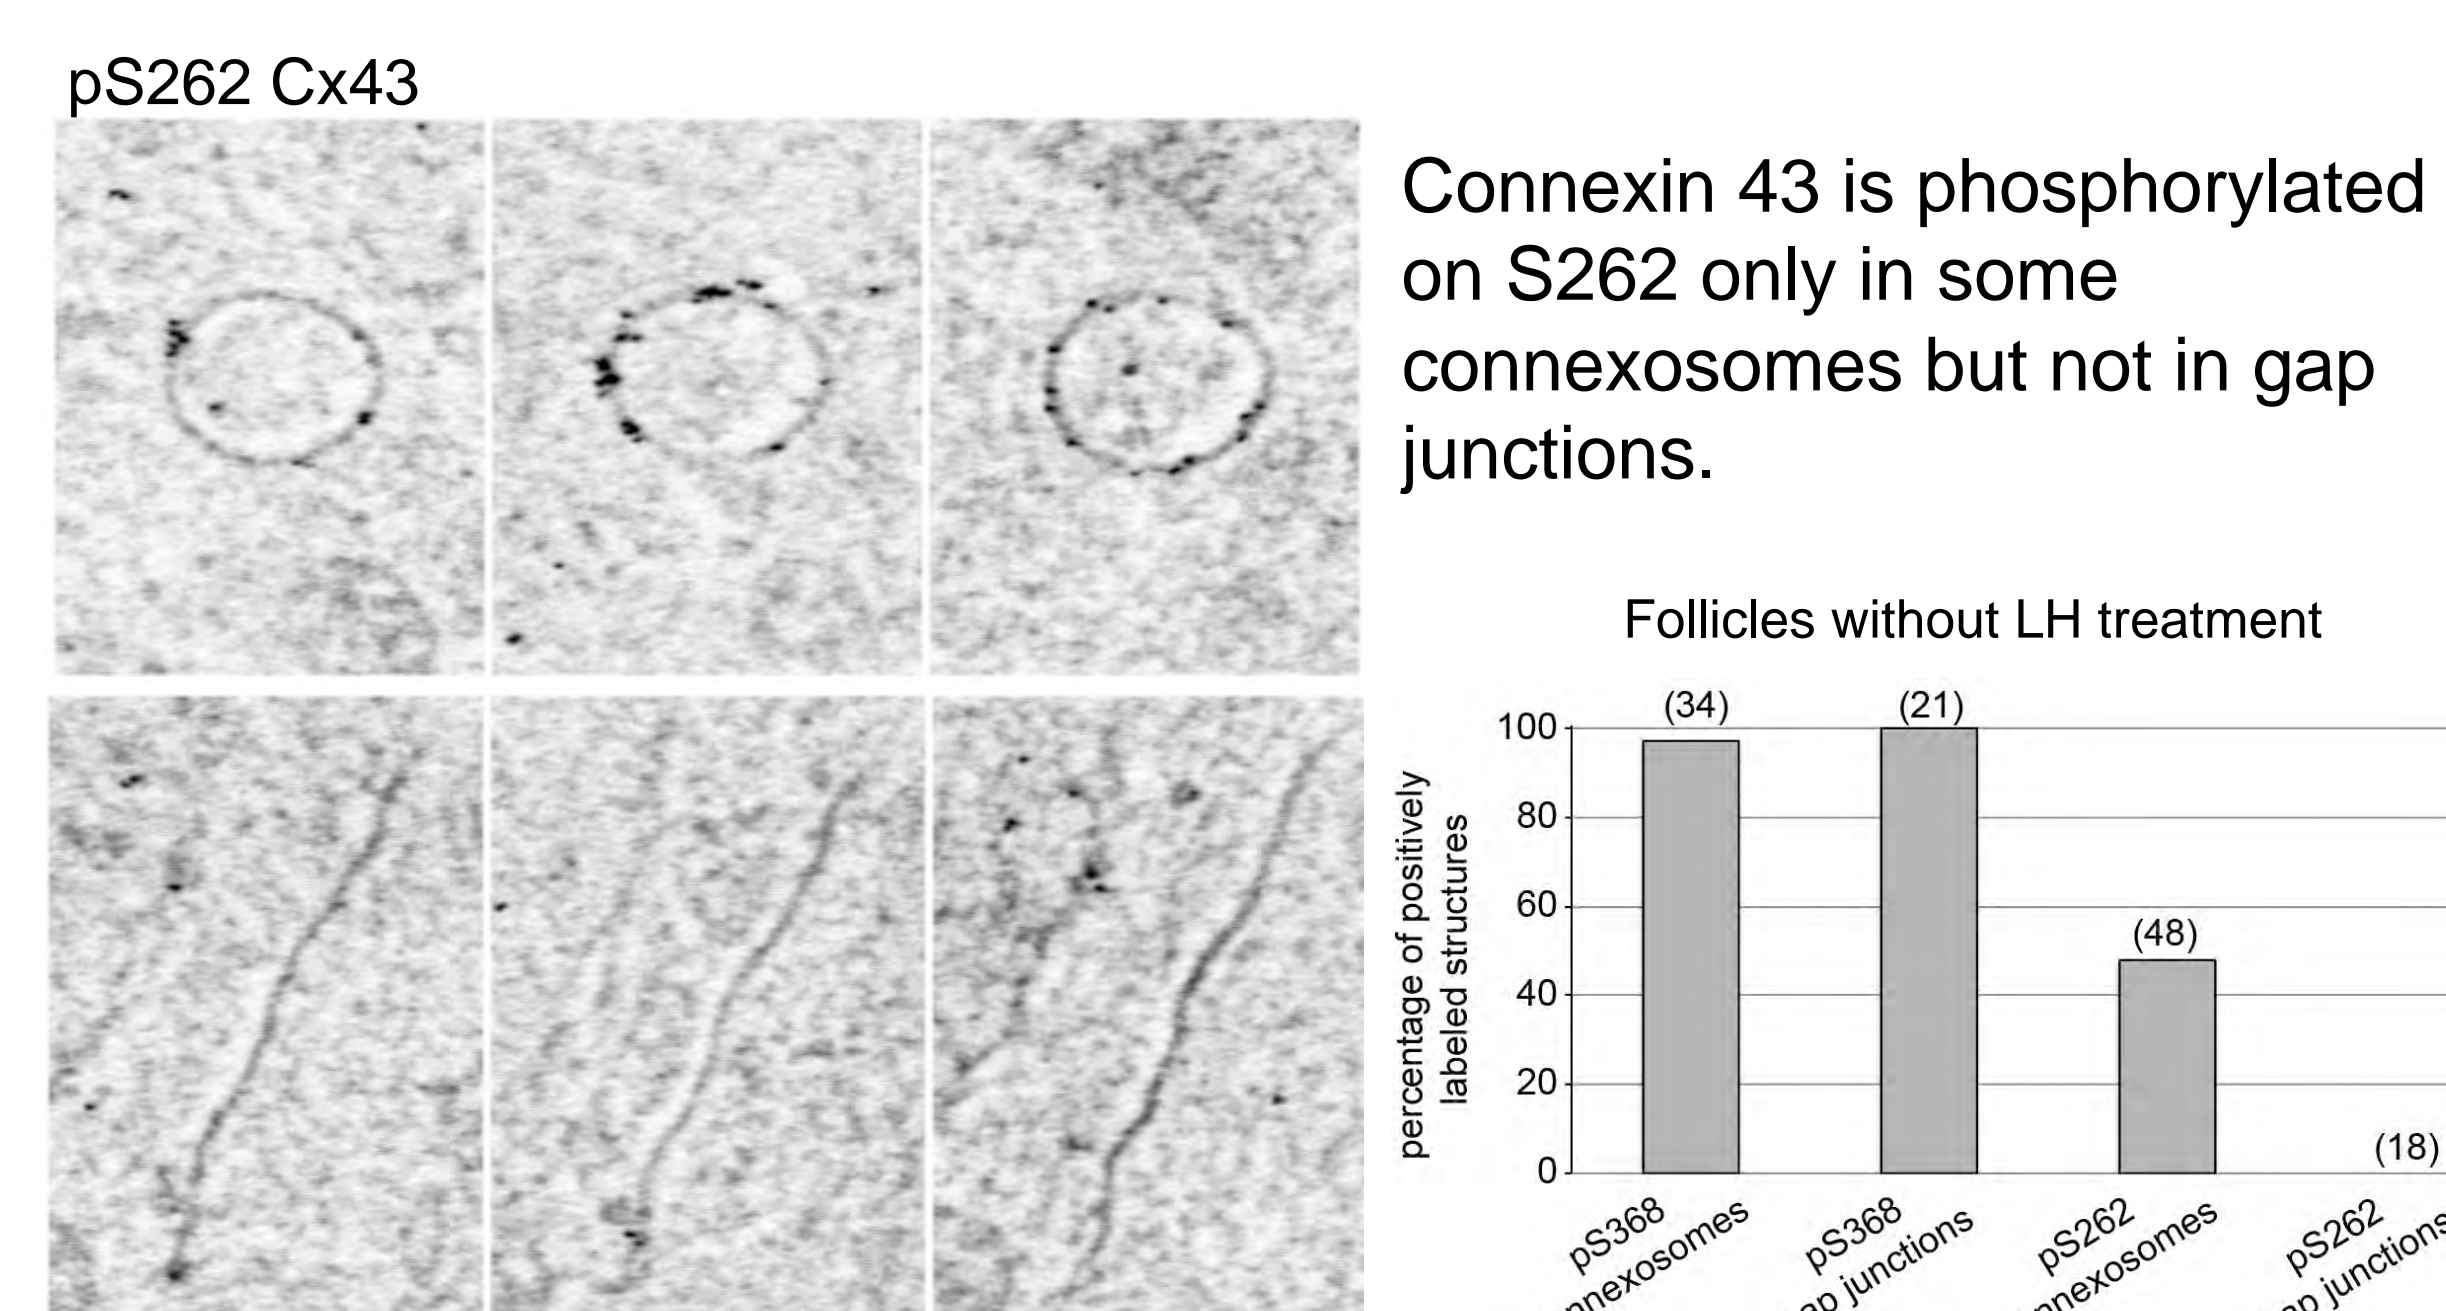 pS262 Cx43
Connexin 43 is phosphorylated
on S262 only in some
connexosomes but not in gap
junctions.
Follicles without LH treatment
percentage of positively
labeled structures
100
80
60
40
20
0
(34)
(21)
(48)
(18)
pS368
pS368
junctions
pS262
pS262
junctions